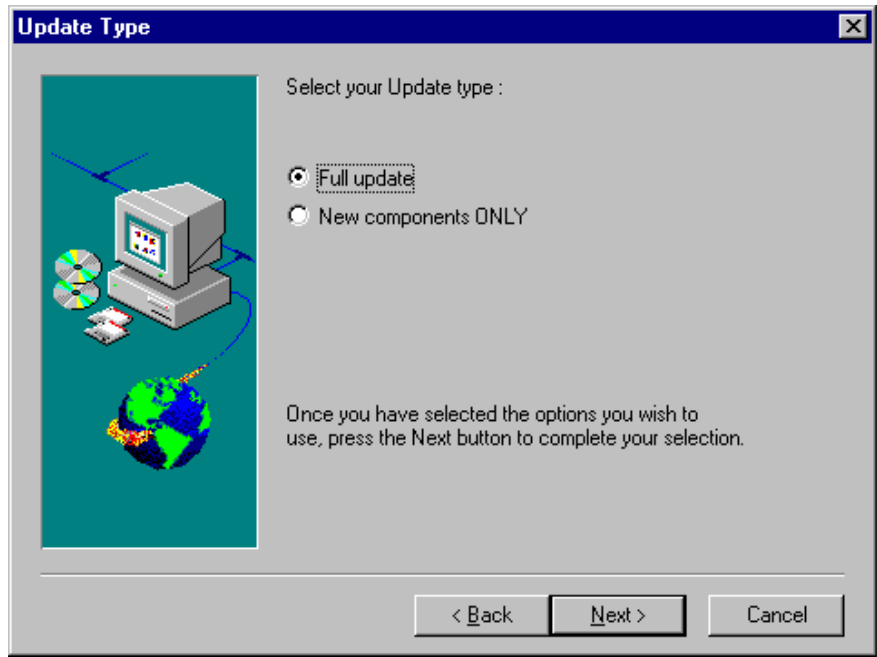 Update Type
Select your Update type :
Full update
New components ONLY
Once you have selected the options you wish to
use, press the Next button to complete your selection.
< Back
Next >
Cancel